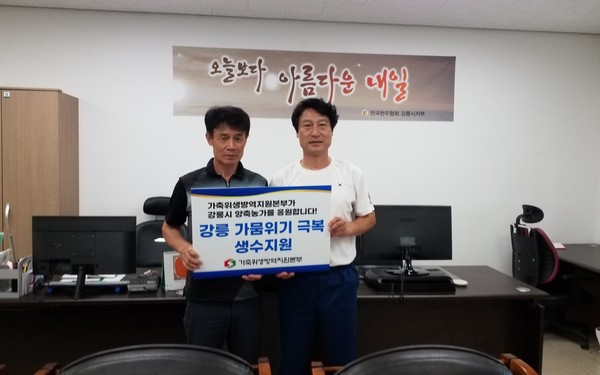 오늘보다 아름다운 내일
전국한우협회 강릉시지부
가축위생방역지원본부가
강릉시 양축농가를 응원합니다!
강릉 가뭄위기 극복
생수지원
가축위생방역지원본부